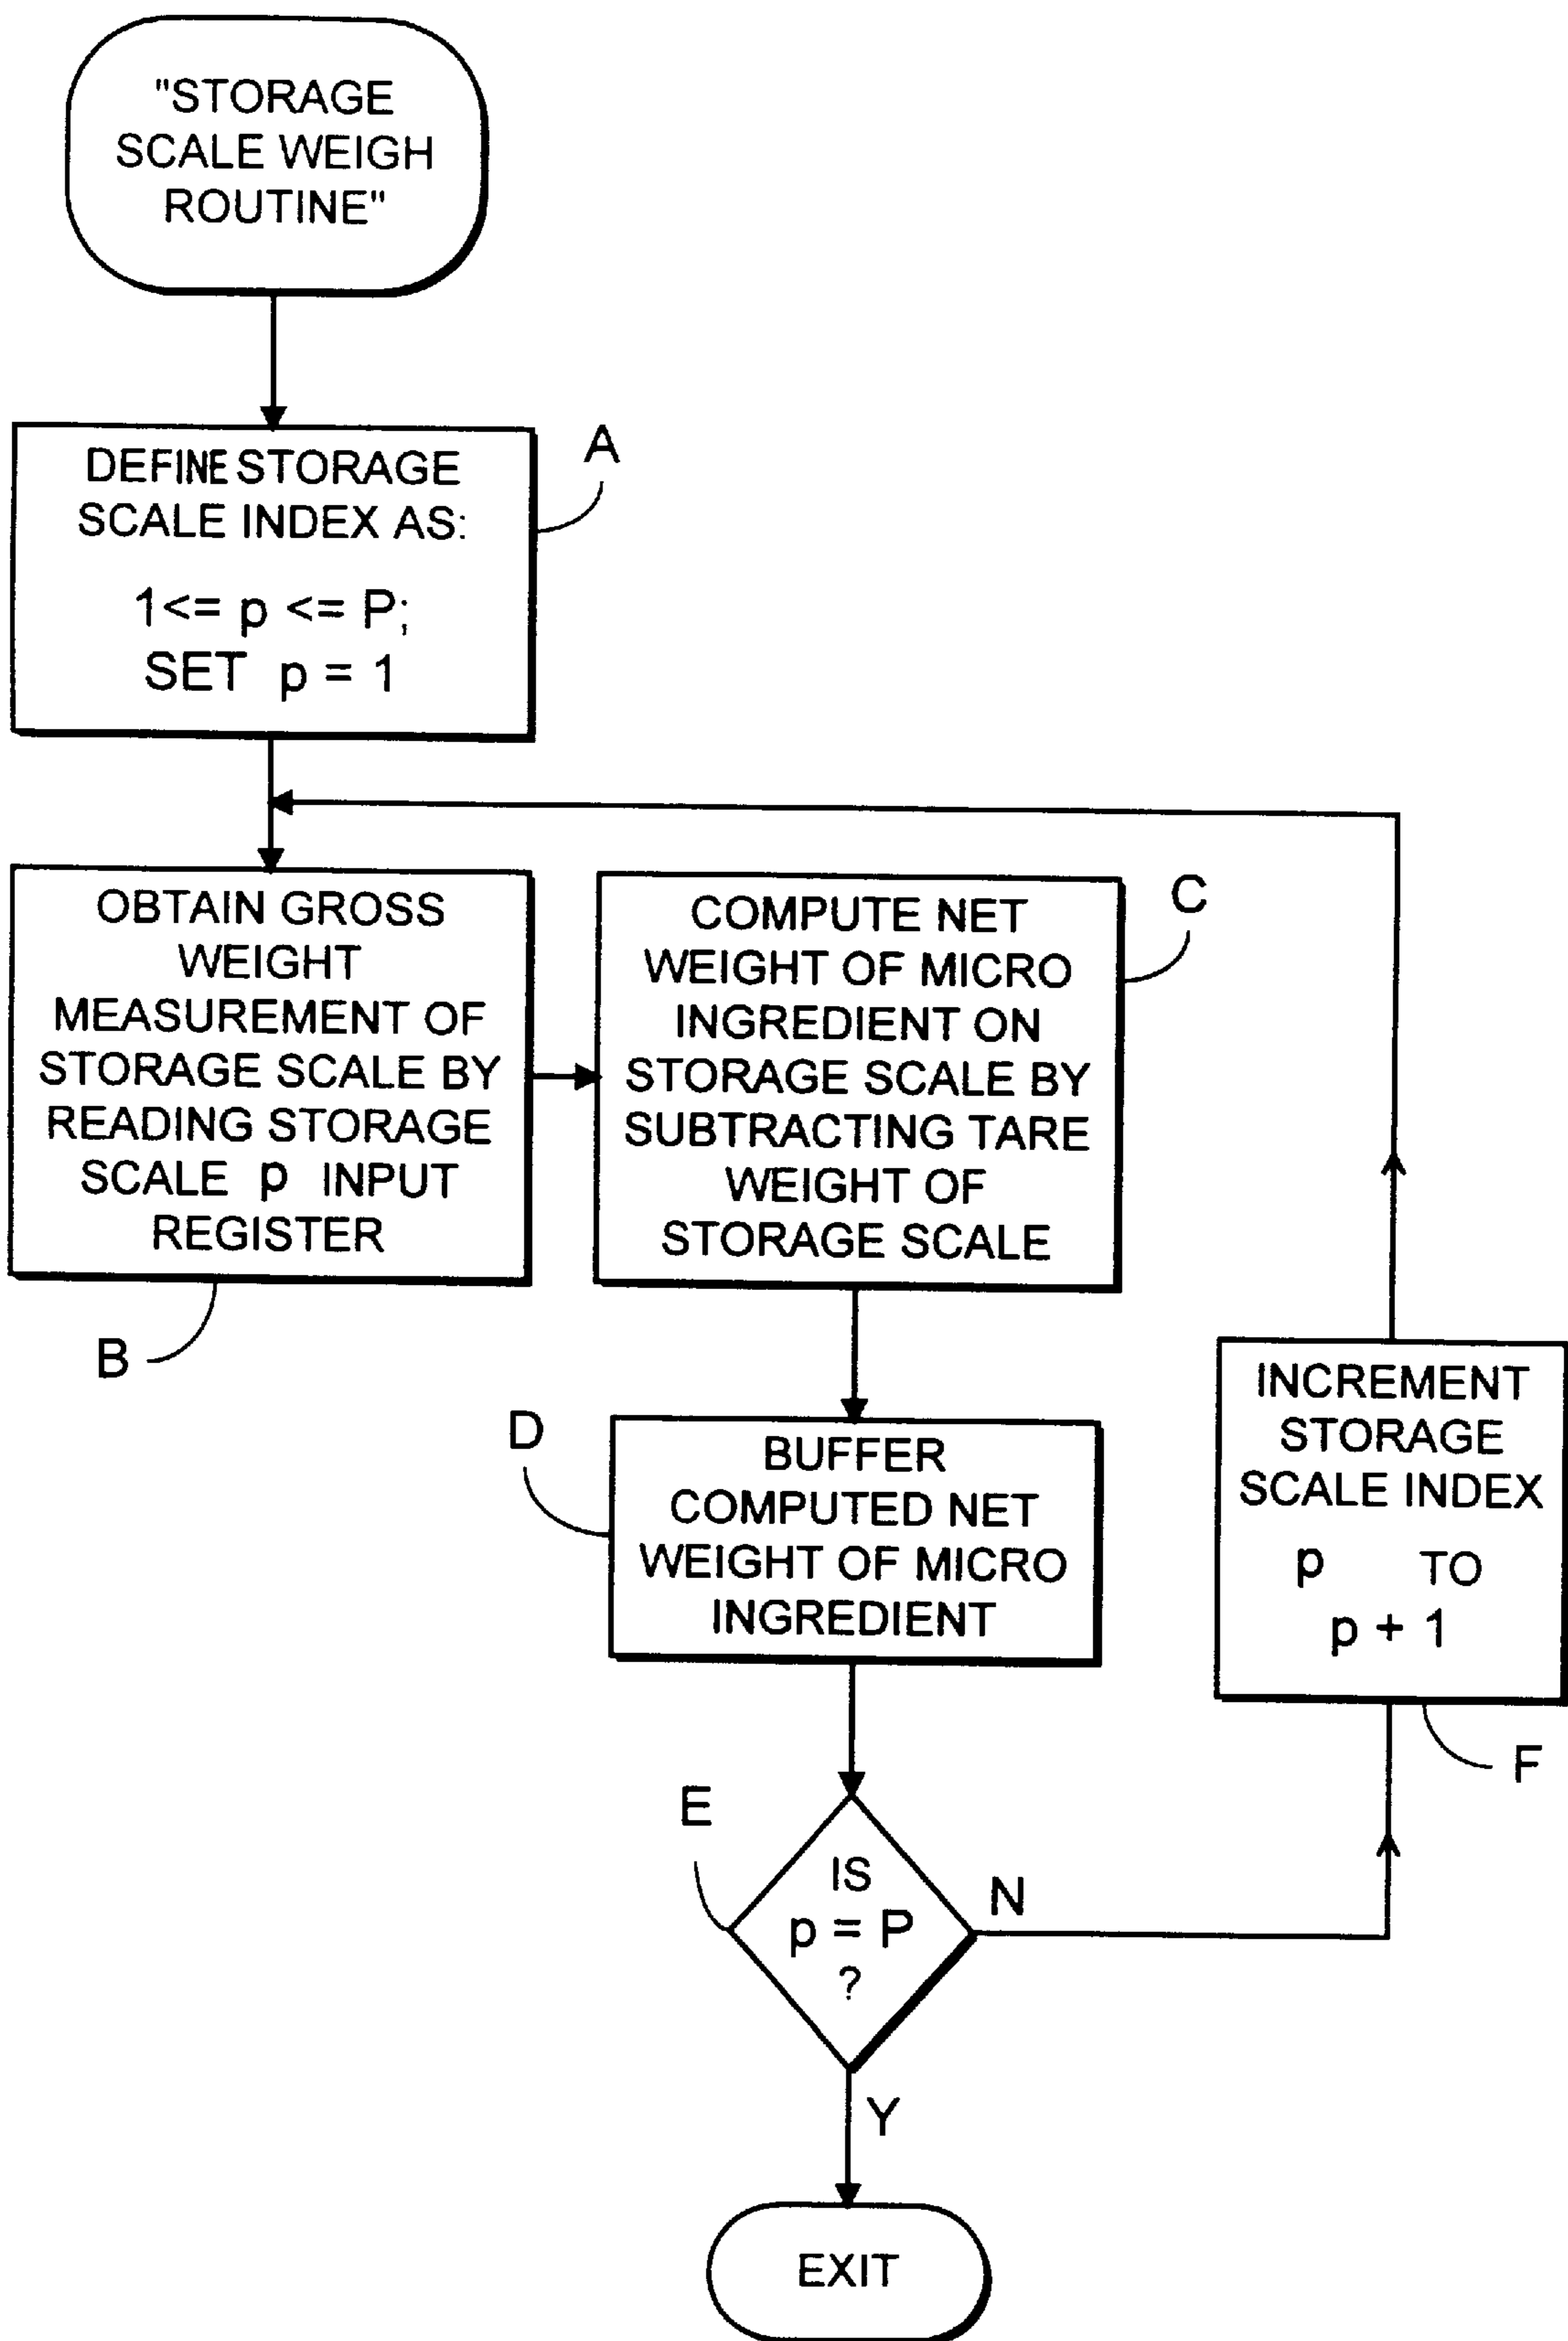 "STORAGE
SCALE WEIGH
ROUTINE"
DEFINE STORAGE
SCALE INDEX AS:
1<= p <= P;
SET p = 1
A
OBTAIN GROSS
WEIGHT
MEASUREMENT OF
STORAGE SCALE BY
READING STORAGE
SCALE p INPUT
REGISTER
B
COMPUTE NET
WEIGHT OF MICRO
INGREDIENT ON
STORAGE SCALE BY
SUBTRACTING TARE
WEIGHT OF
STORAGE SCALE
C
D
BUFFER
COMPUTED NET
WEIGHT OF MICRO
INGREDIENT
INCREMENT
STORAGE
SCALE INDEX
p TO
p + 1
F
E
IS
p = P
?
N
Y
EXIT